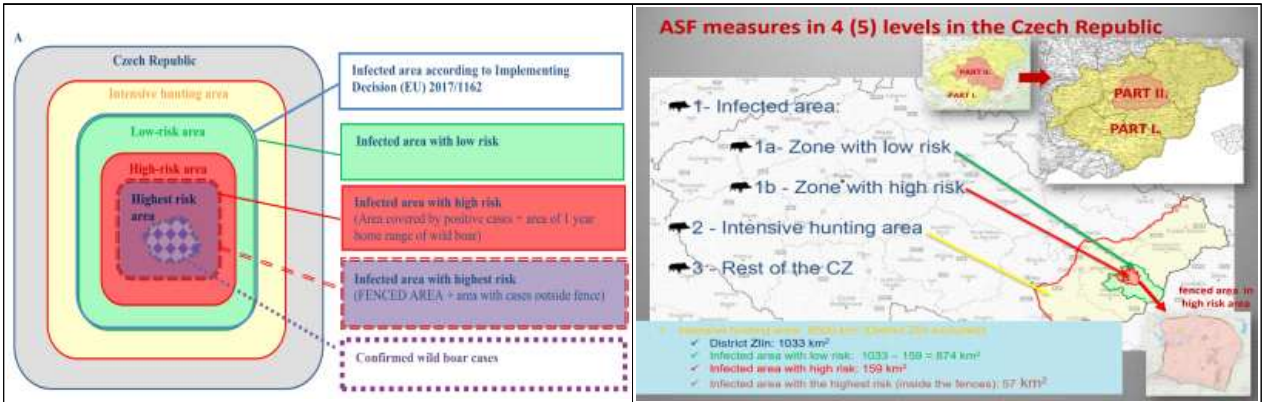 A
Czech Republic
Intensive hunting area
Low-risk area
High-risk area
Highest risk
area
Infected area according to Implementing
Decision (EU) 2017/1162
Infected area with low risk
Infected area with high risk
(Area covered by positive cases + area of 1 year
home range of wild boar)
Infected area with highest risk
(FENCED AREA + area with cases outside fence)
Confirmed wild boar cases
ASF measures in 4 (5) levels in the Czech Republic
PART II.
PART I.
PART II.
PART I.
1- Infected area:
1a- Zone with low risk
1b - Zone with high risk
2 - Intensive hunting area
3 - Rest of the CZ
fenced area in
high risk area
Intensive hunting area:
District Zlín: 1033 km²
Infected area with low risk: 1033 – 159 = 874 km²
Infected area with high risk: 159 km²
Infected area with the highest risk (inside the fences): 57 km²